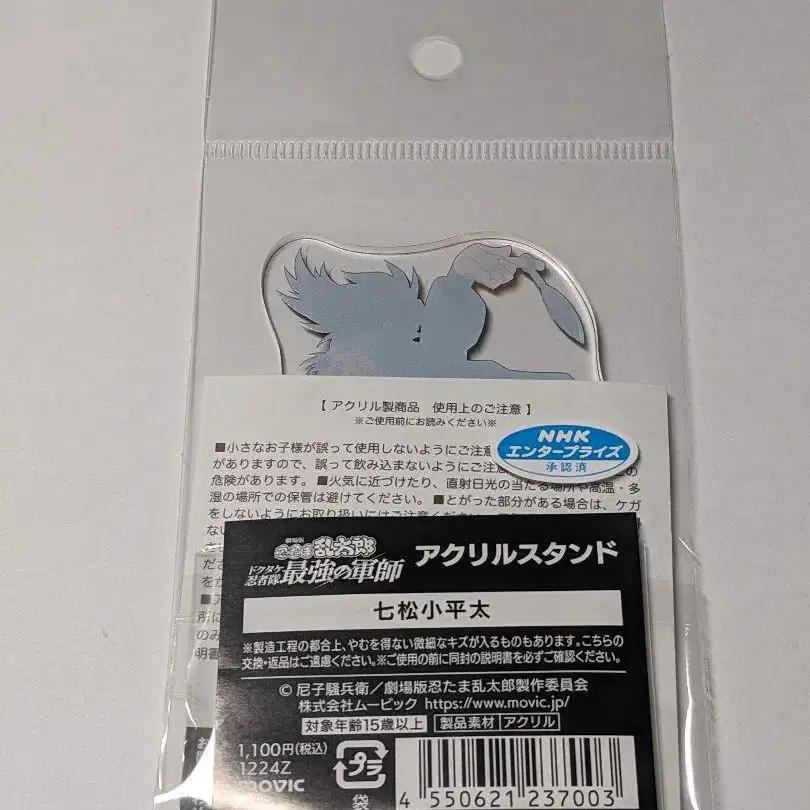 【 アクリル製商品 使用上のご注意 】
※ご使用前にお読みください※
■小さなお子様が誤って使用しないようにご注意
がありますので、誤って飲み込まないようにご注意
危険があります。■火気に近づけたり、直射日光の当たる場所や高温・多
湿の場所での保管は避けてください。■とがった部分がある場合は、ケガ
をしないようにお取り扱いにはご注意ください
NHK
エンタープライズ
承認済
劇場版
忍たま乱太郎
ドクタケ忍者隊 最強の軍師
アクリルスタンド
七松小平太
※製造工程の都合上、やむを得ない微細なキズが入るものもあります。こちらの
交換・返品はご遠慮ください。※ご使用の前に同封の説明書を必ずご確認ください。
© 尼子騒兵衛／劇場版忍たま乱太郎製作委員会
株式会社ムービック https://www.movic.jp/
対象年齢15歳以上 製品素材 アクリル
1,100円(税込)
1224Z
movic
プラ
袋
4 550621 237003